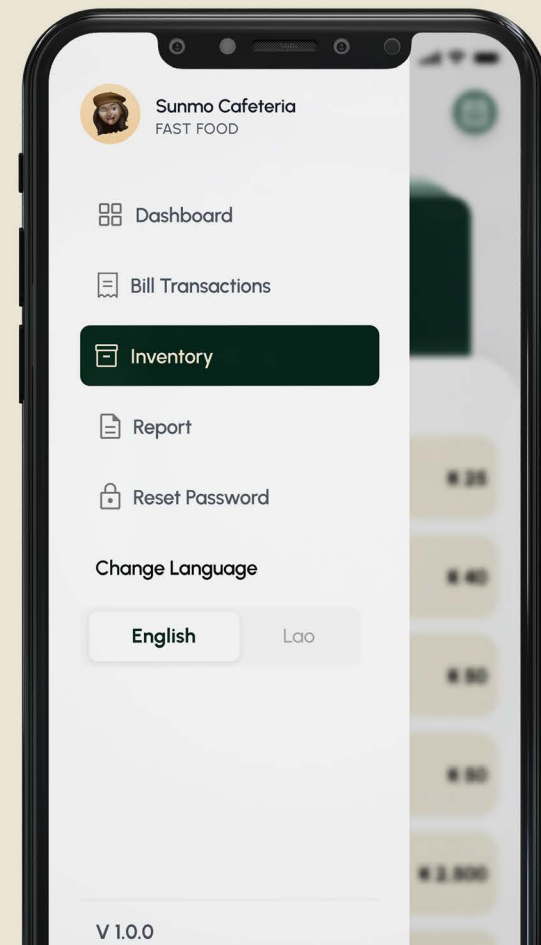 Sunmo Cafeteria
FAST FOOD
Dashboard
Bill Transactions
Inventory
Report
Reset Password
Change Language
English Lao
V 1.0.0